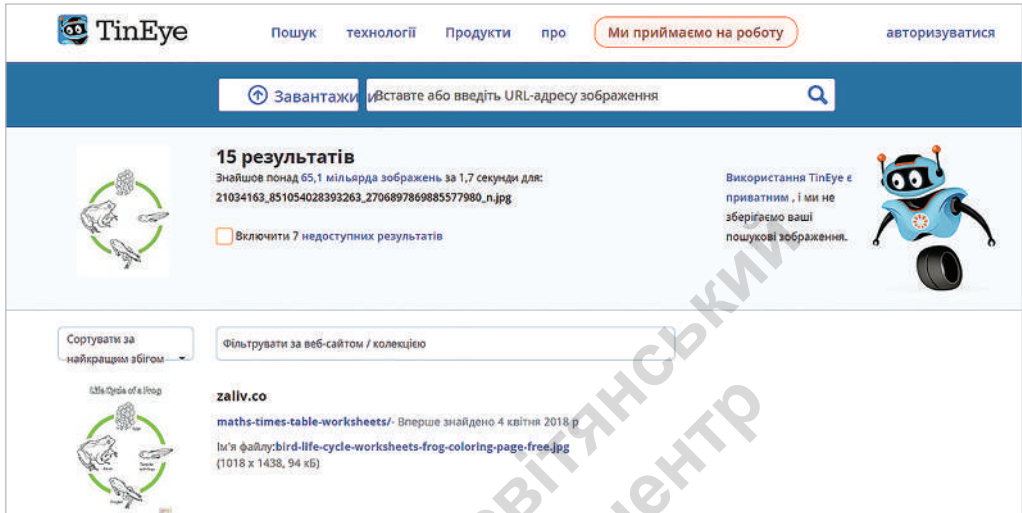 TinEye
Пошук технології Продукти про Ми приймаємо на роботу авторизуватися
Завантажи и Вставте або введіть URL-адресу зображення
15 результатів
Знайшов понад 65,1 мільярда зображень за 1,7 секунди для:
21034163_851054028393263_2706897869885577980_n.jpg
Включити 7 недоступних результатів
Використання TinEye є
приватним , і ми не
зберігаємо ваші
пошукові зображення.
Сортувати за
найкращим збігом
Фільтрувати за веб-сайтом / колекцією
Life Cycle of a Frog
zaliv.co
maths-times-table-worksheets/- Вперше знайдено 4 квітня 2018 р
Ім'я файлу:bird-life-cycle-worksheets-frog-coloring-page-free.jpg
(1018 x 1438, 94 кБ)